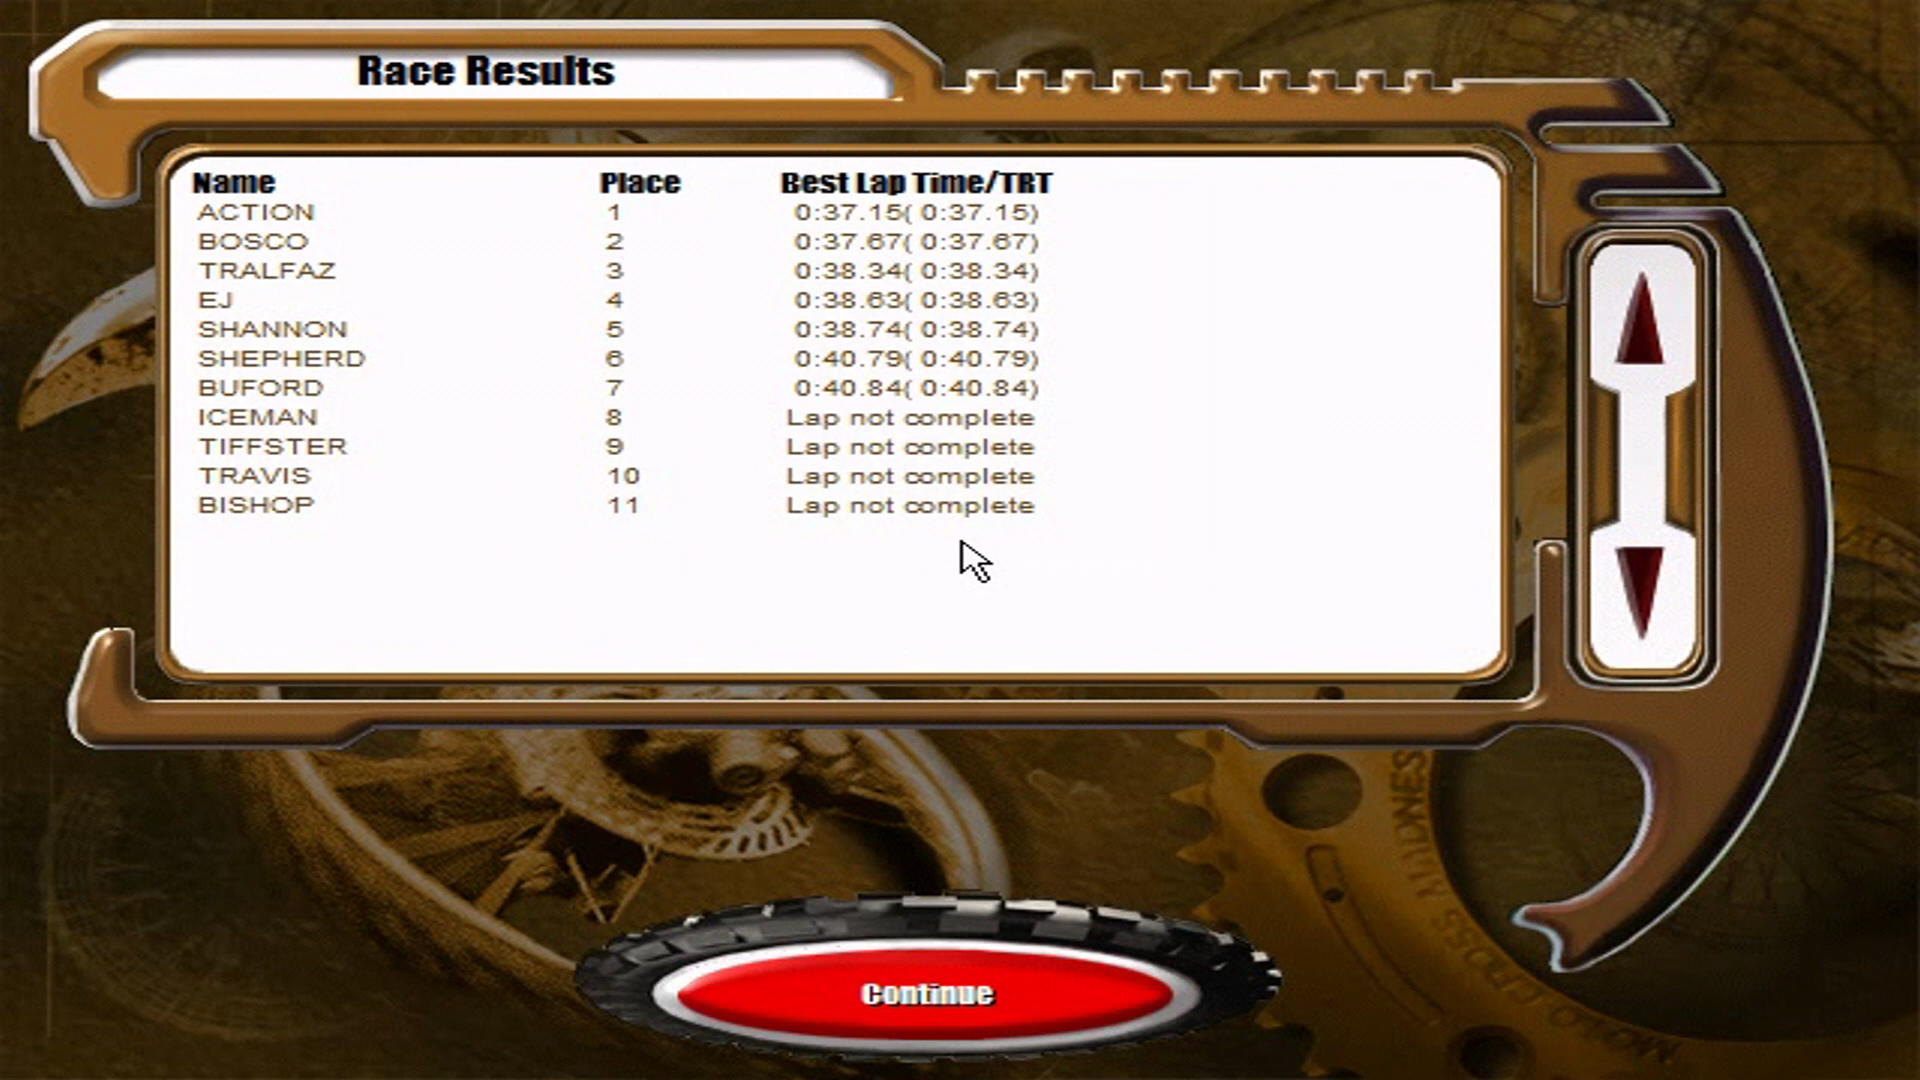 Race Results
Name Place Best Lap Time/TRT
ACTION 1 0:37.15( 0:37.15)
BOSCO 2 0:37.67( 0:37.67)
TRALFAZ 3 0:38.34( 0:38.34)
EJ 4 0:38.63( 0:38.63)
SHANNON 5 0:38.74( 0:38.74)
SHEPHERD 6 0:40.79( 0:40.79)
BUFORD 7 0:40.84( 0:40.84)
ICEMAN 8 Lap not complete
TIFFSTER 9 Lap not complete
TRAVIS 10 Lap not complete
BISHOP 11 Lap not complete
MOTOCROSS MADNESS
Continue